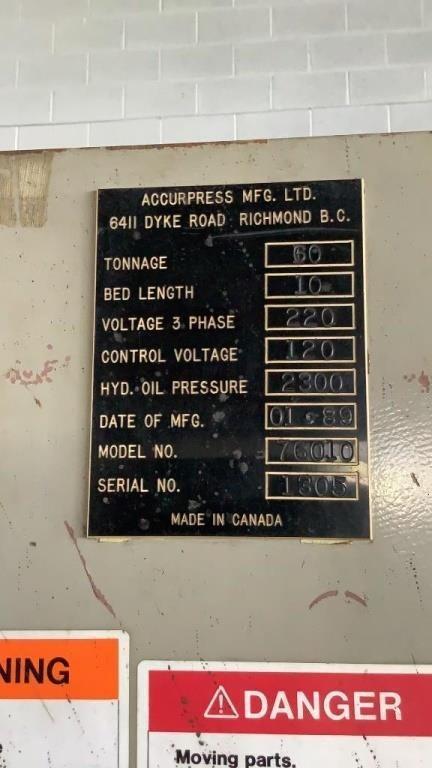 ACCURPRESS MFG. LTD.
6411 DYKE ROAD RICHMOND B.C.
TONNAGE 60
BED LENGTH 10
VOLTAGE 3 PHASE 220
CONTROL VOLTAGE 120
HYD. OIL PRESSURE 2300
DATE OF MFG. 01 89
MODEL NO. 76010
SERIAL NO. 1805
MADE IN CANADA
NING
DANGER
Moving parts.